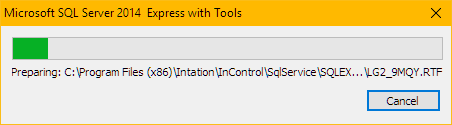 Microsoft SQL Server 2014 Express with Tools
Preparing: C:\Program Files (x86)\Intation\InControl\SqlService\SQLEX...\LG2_9MQY.RTF
Cancel